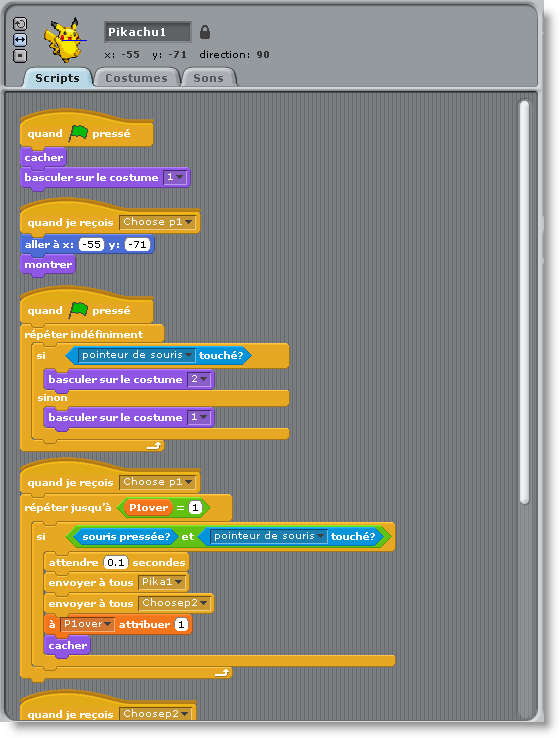 Pikachu1
x: -55 y: -71 direction: 90
Scripts Costumes Sons
quand pressé
cacher
basculer sur le costume 1
quand je reçois Choose p1
aller à x: -55 y: -71
montrer
quand pressé
répéter indéfiniment
si pointeur de souris touché?
basculer sur le costume 2
sinon
basculer sur le costume 1
quand je reçois Choose p1
répéter jusqu'à P1over = 1
si souris pressée? et pointeur de souris touché?
attendre 0.1 secondes
envoyer à tous Pika1
envoyer à tous Choosep2
à P1over attribuer 1
cacher
quand je reçois Choosep2